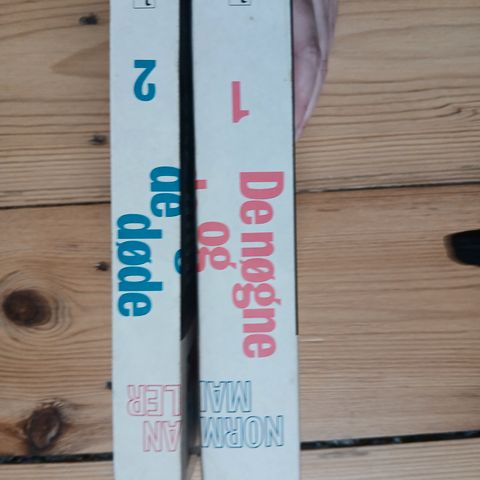 1
De nøgne
og
NORMAN
MAILER
2
de
døde